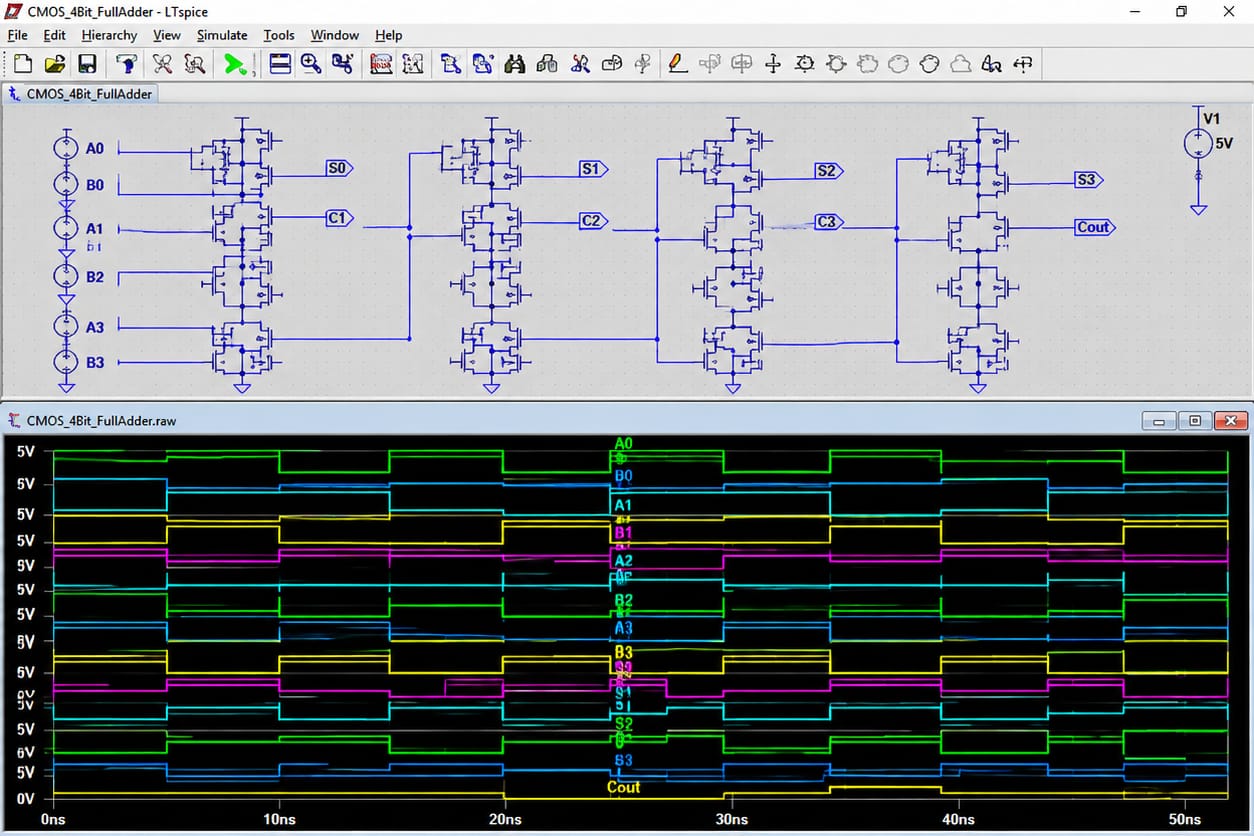 CMOS_4Bit_FullAdder - LTspice
File Edit Hierarchy View Simulate Tools Window Help
CMOS_4Bit_FullAdder
A0
B0
A1
B2
A3
B3
S0
C1
S1
C2
S2
C3
S3
Cout
V1
5V
CMOS_4Bit_FullAdder.raw
5V
5V
5V
5V
5V
5V
5V
5V
0V
5V
6V
5V
0V
A0
B0
A1
B1
A2
B2
A3
B3
S1
S2
B3
Cout
0ns 10ns 20ns 30ns 40ns 50ns